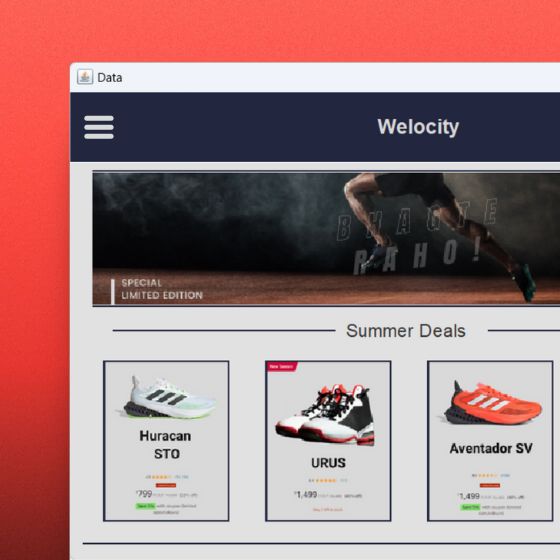 Data
Welocity
BHAGTE
RAHO!
SPECIAL
LIMITED EDITION
Summer Deals
Huracan
STO
₹799
New Season
URUS
₹1,499
Aventador SV
₹1,499